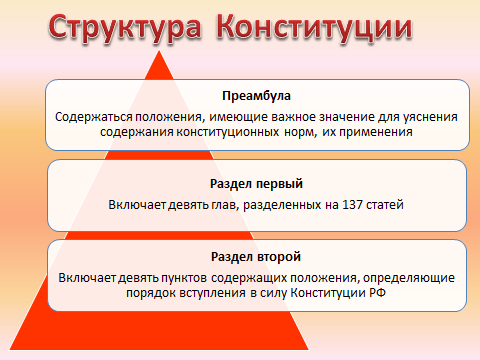 Структура Конституции
Преамбула
Содержаться положения, имеющие важное значение для уяснения
содержания конституционных норм, их применения
Раздел первый
Включает девять глав, разделенных на 137 статей
Раздел второй
Включает девять пунктов содержащих положения, определяющие
порядок вступления в силу Конституции РФ